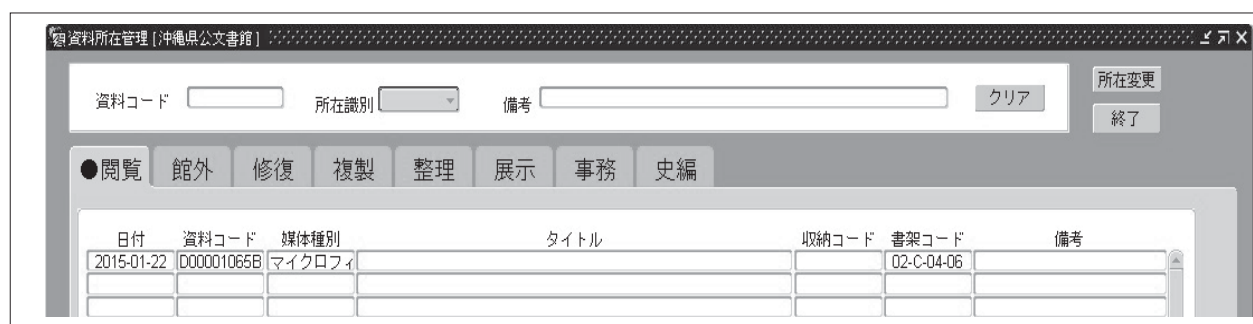 資料所在管理 [沖縄県公文書館]
資料コード 所在識別 備考 クリア 所在変更
終了
●閲覧 館外 修復 複製 整理 展示 事務 史編
日付 資料コード 媒体種別 タイトル 収納コード 書架コード 備考
2015-01-22 D00001065B マイクロフィ 02-C-04-06